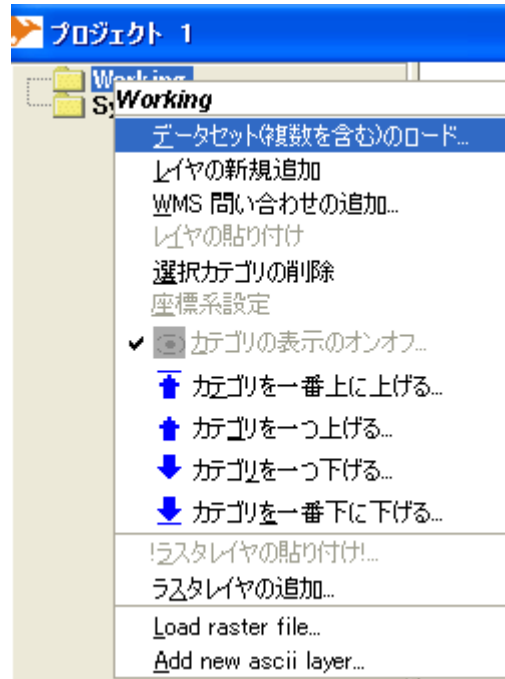 プロジェクト 1
Working
Sy
Working
データセット(複数を含む)のロード...
レイヤの新規追加
WMS 問い合わせの追加...
レイヤの貼り付け
選択カテゴリの削除
座標系設定
カテゴリの表示のオンオフ...
カテゴリを一番上に上げる...
カテゴリを一つ上げる...
カテゴリを一つ下げる...
カテゴリを一番下に下げる...
!ラスタレイヤの貼り付け!...
ラスタレイヤの追加...
Load raster file...
Add new ascii layer...